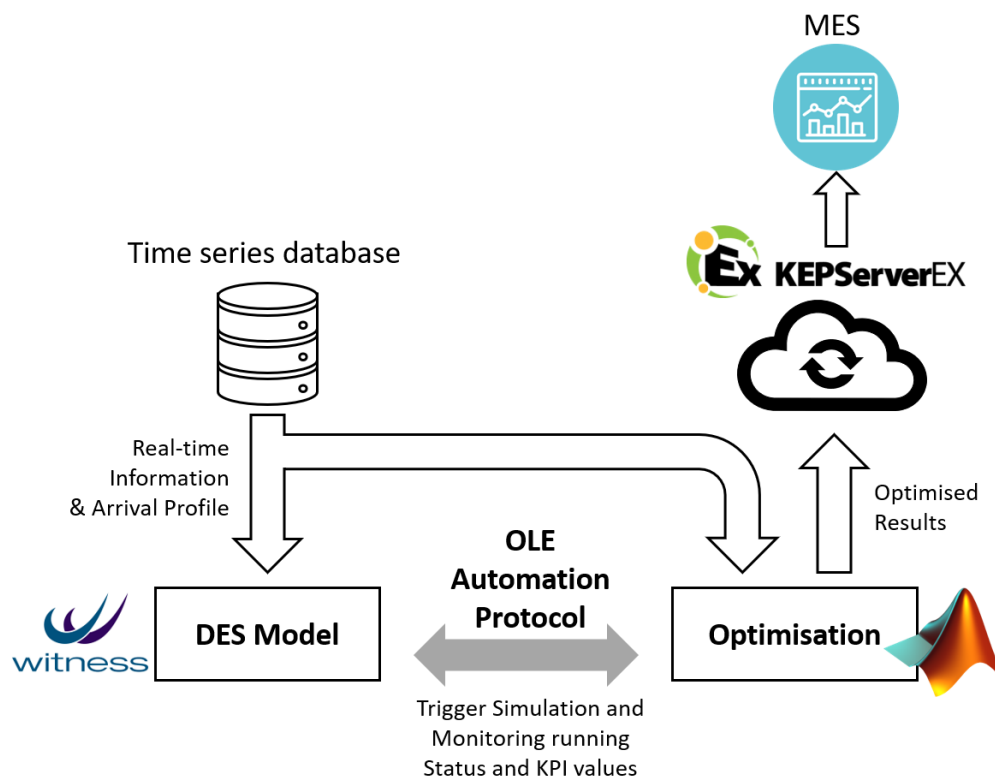 MES
Ex KEPServerEX
Time series database
Real-time
Information
& Arrival Profile
Optimised
Results
OLE
Automation
Protocol
witness
DES Model
Optimisation
Trigger Simulation and
Monitoring running
Status and KPI values